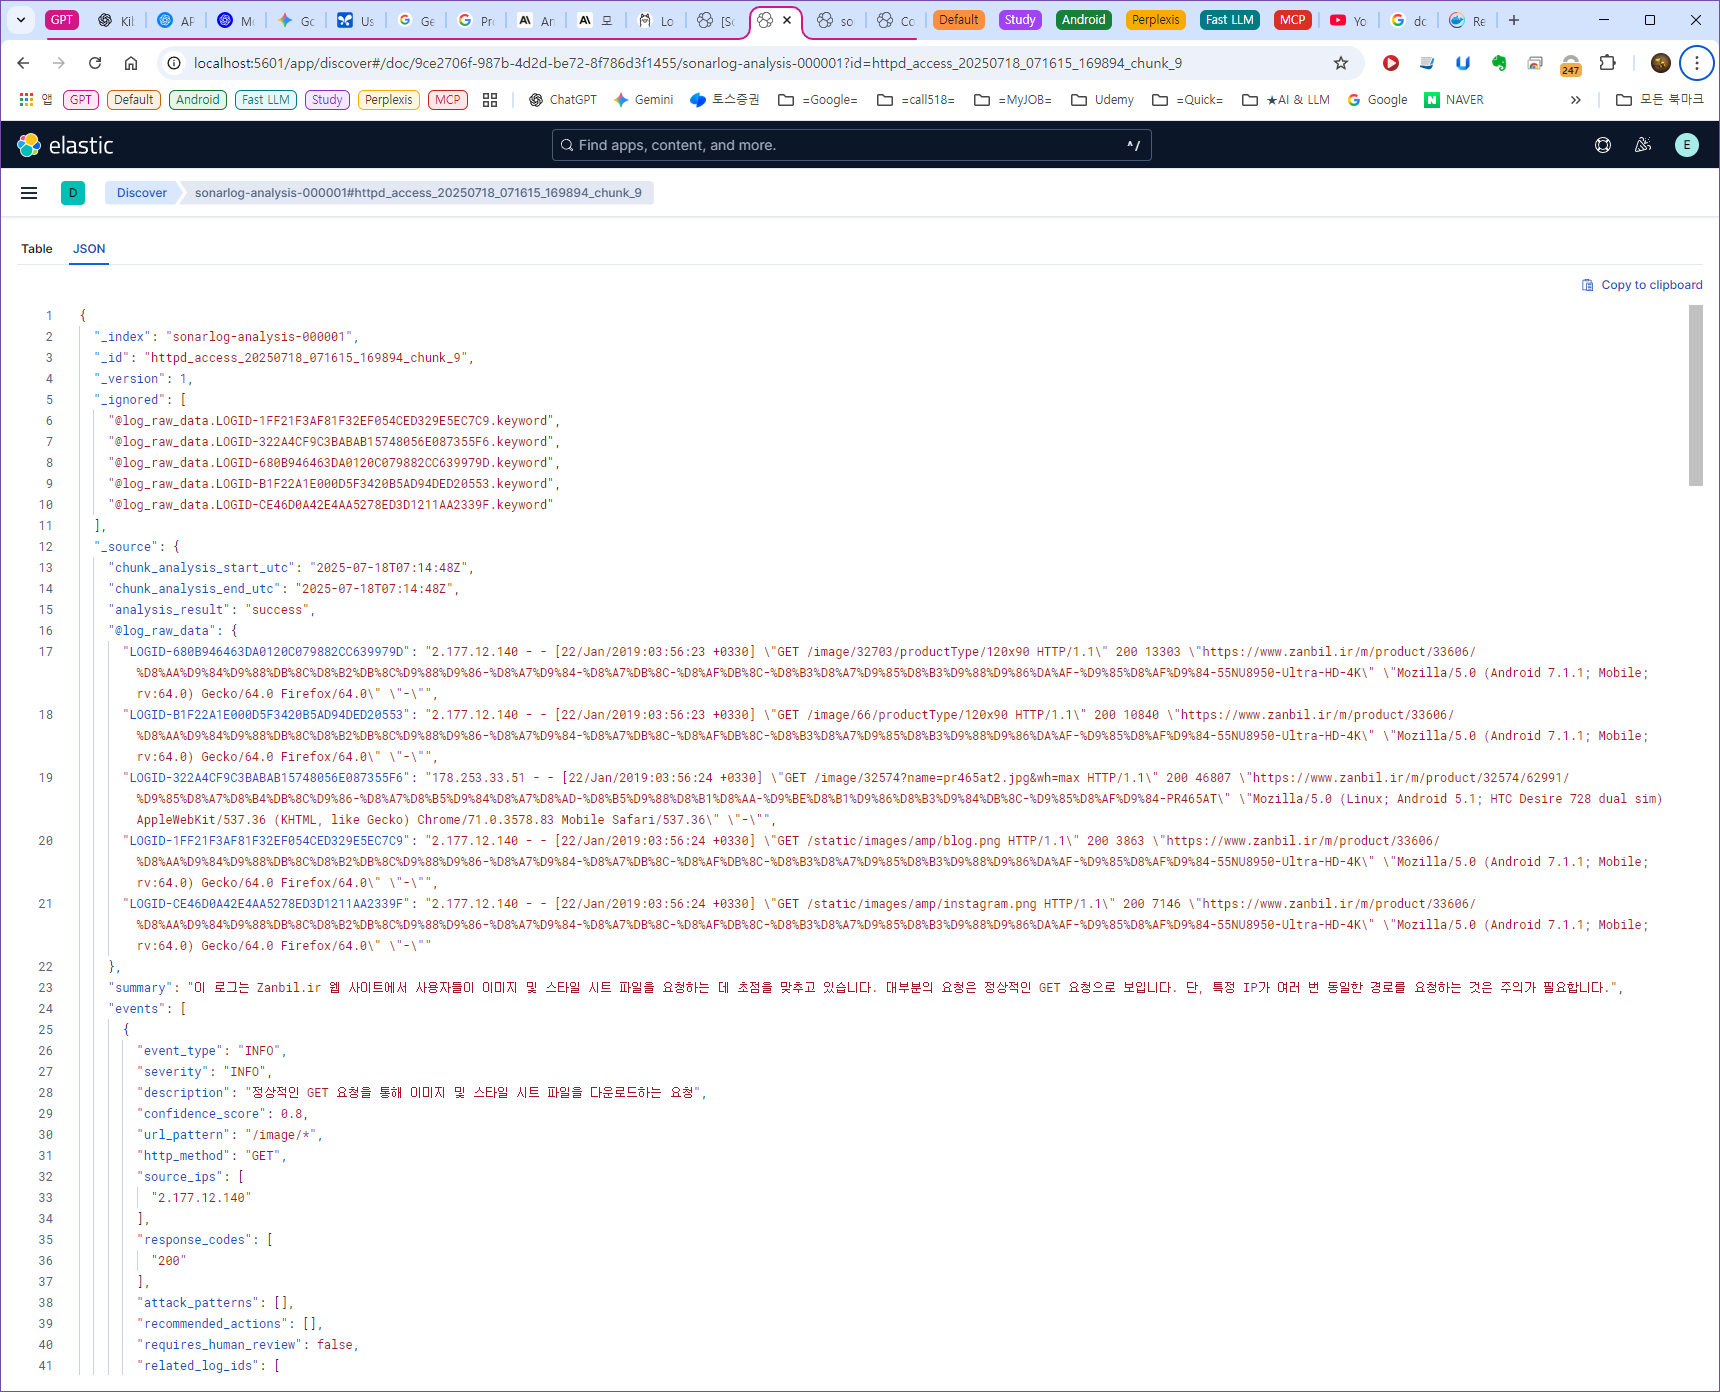 GPT
Kit
AP
Mo
Go
Us
Ge
Pr
An
모
Lo
[So
so
Co
Default
Study
Android
Perplexis
Fast LLM
MCP
Yo
dc
Re
localhost:5601/app/discover#/doc/9ce2706f-987b-4d2d-be72-8f786d3f1455/sonarlog-analysis-000001?id=httpd_access_20250718_071615_169894_chunk_9
247
앱 GPT Default Android Fast LLM Study Perplexis MCP ChatGPT Gemini 토스증권 =Google= =call518= =MyJOB= Udemy =Quick= ★AI & LLM Google NAVER » 모든 북마크
elastic
Find apps, content, and more.
^/
E
D
Discover
sonarlog-analysis-000001#httpd_access_20250718_071615_169894_chunk_9
Table JSON
Copy to clipboard
1 {
2 "_index": "sonarlog-analysis-000001",
3 "_id": "httpd_access_20250718_071615_169894_chunk_9",
4 "_version": 1,
5 "_ignored": [
6 "@log_raw_data.LOGID-1FF21F3AF81F32EF054CED329E5EC7C9.keyword",
7 "@log_raw_data.LOGID-322A4CF9C3BABAB15748056E087355F6.keyword",
8 "@log_raw_data.LOGID-680B946463DA0120C079882CC639979D.keyword",
9 "@log_raw_data.LOGID-B1F22A1E000D5F3420B5AD94DED20553.keyword",
10 "@log_raw_data.LOGID-CE46D0A42E4AA5278ED3D1211AA2339F.keyword"
11 ],
12 "_source": {
13 "chunk_analysis_start_utc": "2025-07-18T07:14:48Z",
14 "chunk_analysis_end_utc": "2025-07-18T07:14:48Z",
15 "analysis_result": "success",
16 "@log_raw_data": {
17 "LOGID-680B946463DA0120C079882CC639979D": "2.177.12.140 - - [22/Jan/2019:03:56:23 +0330] \"GET /image/32703/productType/120x90 HTTP/1.1\" 200 13303 \"https://www.zanbil.ir/m/product/33606/
%D8%AA%D9%84%D9%88%DB%8C%D8%B2%DB%8C%D9%88%D9%86-%D8%A7%D9%84-%D8%A7%DB%8C-%D8%AF%DB%8C-%D8%B3%D8%A7%D9%85%D8%B3%D9%88%D9%86%DA%AF-%D9%85%D8%AF%D9%84-55NU8950-Ultra-HD-4K\" \"Mozilla/5.0 (Android 7.1.1; Mobile;
rv:64.0) Gecko/64.0 Firefox/64.0\" \"-\"",
18 "LOGID-B1F22A1E000D5F3420B5AD94DED20553": "2.177.12.140 - - [22/Jan/2019:03:56:23 +0330] \"GET /image/66/productType/120x90 HTTP/1.1\" 200 10840 \"https://www.zanbil.ir/m/product/33606/
%D8%AA%D9%84%D9%88%DB%8C%D8%B2%DB%8C%D9%88%D9%86-%D8%A7%D9%84-%D8%A7%DB%8C-%D8%AF%DB%8C-%D8%B3%D8%A7%D9%85%D8%B3%D9%88%D9%86%DA%AF-%D9%85%D8%AF%D9%84-55NU8950-Ultra-HD-4K\" \"Mozilla/5.0 (Android 7.1.1; Mobile;
rv:64.0) Gecko/64.0 Firefox/64.0\" \"-\"",
19 "LOGID-322A4CF9C3BABAB15748056E087355F6": "178.253.33.51 - - [22/Jan/2019:03:56:24 +0330] \"GET /image/32574?name=pr465at2.jpg&wh=max HTTP/1.1\" 200 46807 \"https://www.zanbil.ir/m/product/32574/62991/
%D9%85%D8%A7%D8%B4%DB%8C%D9%86-%D8%A7%D8%B5%D9%84%D8%A7%D8%AD-%D8%B5%D9%88%D8%B1%D8%AA-%D9%BE%D8%B1%D9%86%D8%B3%D9%84%DB%8C-%D9%85%D8%AF%D9%84-PR465AT\" \"Mozilla/5.0 (Linux; Android 5.1; HTC Desire 728 dual sim)
AppleWebKit/537.36 (KHTML, like Gecko) Chrome/71.0.3578.83 Mobile Safari/537.36\" \"-\"",
20 "LOGID-1FF21F3AF81F32EF054CED329E5EC7C9": "2.177.12.140 - - [22/Jan/2019:03:56:24 +0330] \"GET /static/images/amp/blog.png HTTP/1.1\" 200 3863 \"https://www.zanbil.ir/m/product/33606/
%D8%AA%D9%84%D9%88%DB%8C%D8%B2%DB%8C%D9%88%D9%86-%D8%A7%D9%84-%D8%A7%DB%8C-%D8%AF%DB%8C-%D8%B3%D8%A7%D9%85%D8%B3%D9%88%D9%86%DA%AF-%D9%85%D8%AF%D9%84-55NU8950-Ultra-HD-4K\" \"Mozilla/5.0 (Android 7.1.1; Mobile;
rv:64.0) Gecko/64.0 Firefox/64.0\" \"-\"",
21 "LOGID-CE46D0A42E4AA5278ED3D1211AA2339F": "2.177.12.140 - - [22/Jan/2019:03:56:24 +0330] \"GET /static/images/amp/instagram.png HTTP/1.1\" 200 7146 \"https://www.zanbil.ir/m/product/33606/
%D8%AA%D9%84%D9%88%DB%8C%D8%B2%DB%8C%D9%88%D9%86-%D8%A7%D9%84-%D8%A7%DB%8C-%D8%AF%DB%8C-%D8%B3%D8%A7%D9%85%D8%B3%D9%88%D9%86%DA%AF-%D9%85%D8%AF%D9%84-55NU8950-Ultra-HD-4K\" \"Mozilla/5.0 (Android 7.1.1; Mobile;
rv:64.0) Gecko/64.0 Firefox/64.0\" \"-\""
22 },
23 "summary": "이 로그는 Zanbil.ir 웹 사이트에서 사용자들이 이미지 및 스타일 시트 파일을 요청하는 데 초점을 맞추고 있습니다. 대부분의 요청은 정상적인 GET 요청으로 보입니다. 단, 특정 IP가 여러 번 동일한 경로를 요청하는 것은 주의가 필요합니다.",
24 "events": [
25 {
26 "event_type": "INFO",
27 "severity": "INFO",
28 "description": "정상적인 GET 요청을 통해 이미지 및 스타일 시트 파일을 다운로드하는 요청",
29 "confidence_score": 0.8,
30 "url_pattern": "/image/*",
31 "http_method": "GET",
32 "source_ips": [
33 "2.177.12.140"
34 ],
35 "response_codes": [
36 "200"
37 ],
38 "attack_patterns": [],
39 "recommended_actions": [],
40 "requires_human_review": false,
41 "related_log_ids": [